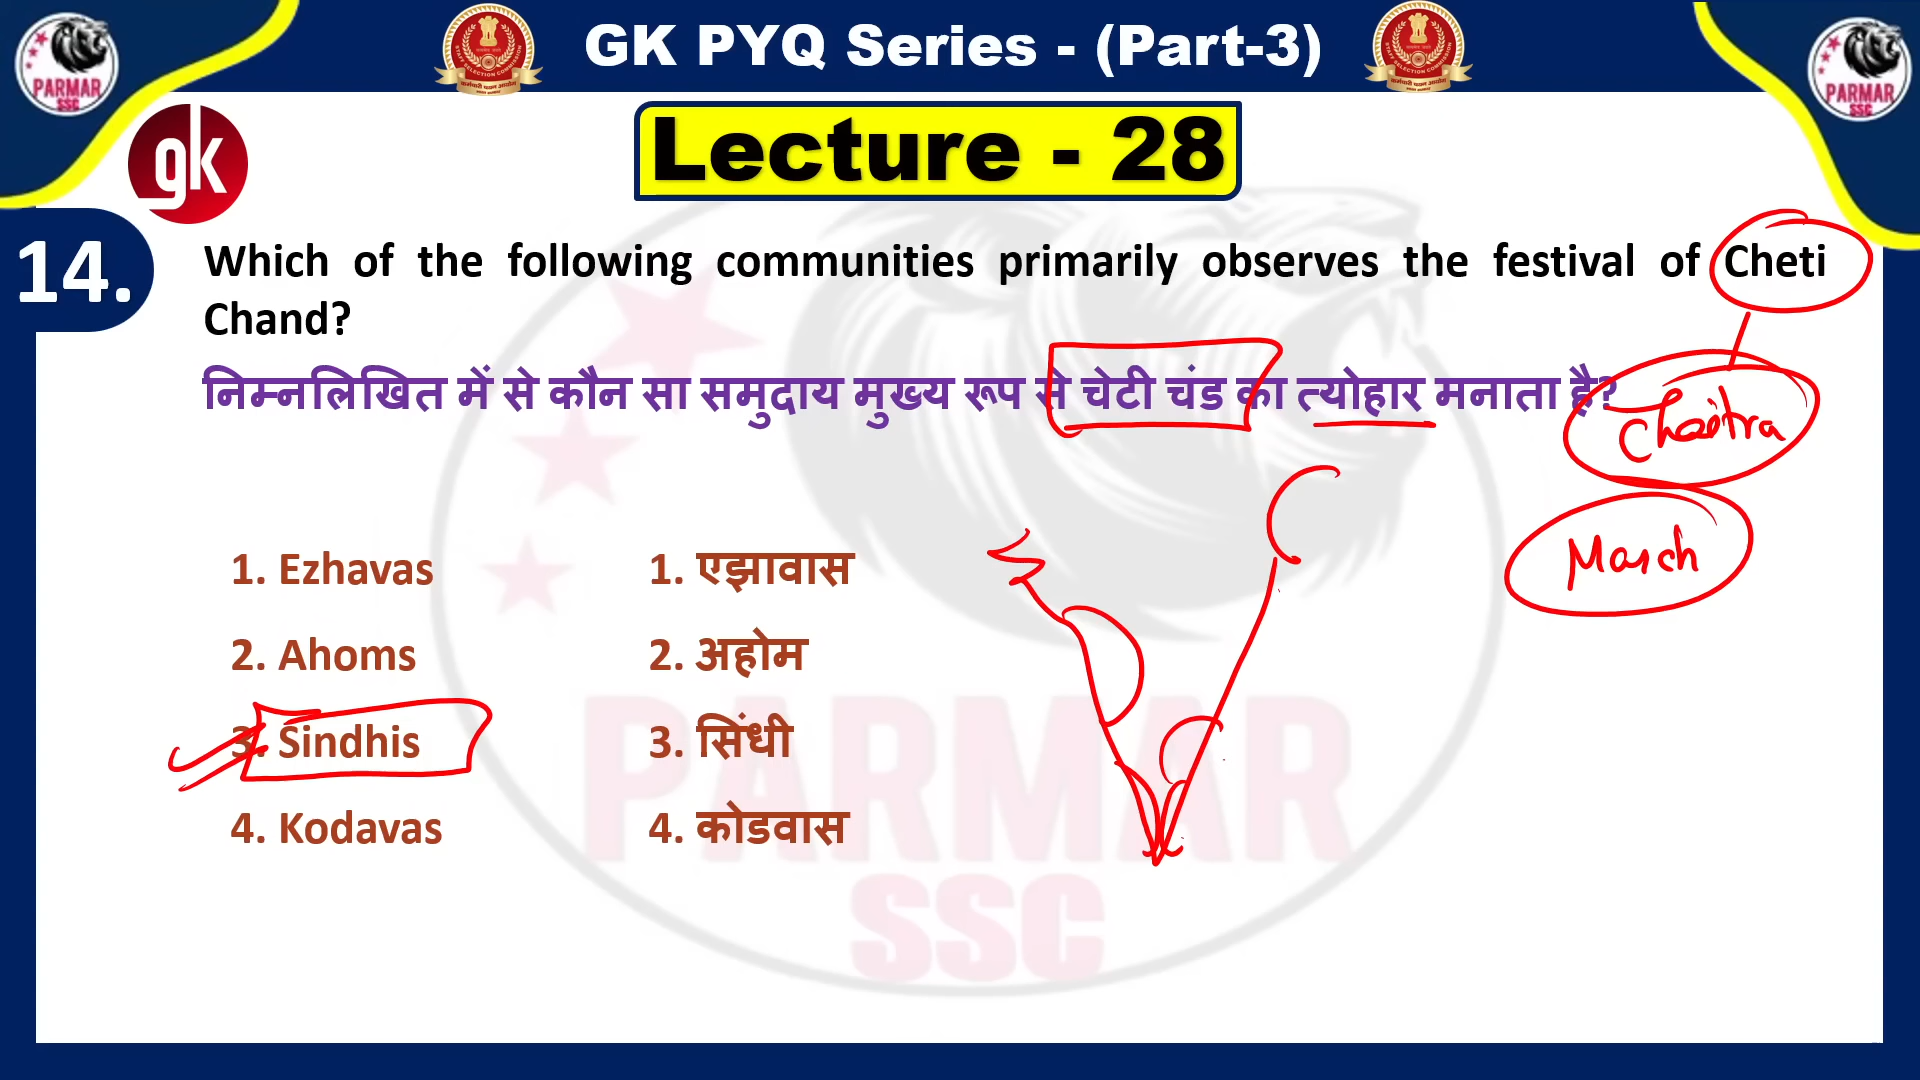 GK PYQ Series - (Part-3)
PARMAR
SSC
PARMAR
SSC
gk
Lecture - 28
14.
Which of the following communities primarily observes the festival of Cheti
Chand?
निम्नलिखित में से कौन सा समुदाय मुख्य रूप से चेटी चंड का त्योहार मनाता है?
Chaitra
March
1. Ezhavas
1. एझावास
2. Ahoms
2. अहोम
3. Sindhis
3. सिंधी
4. Kodavas
4. कोडवास
PARMAR
SSC